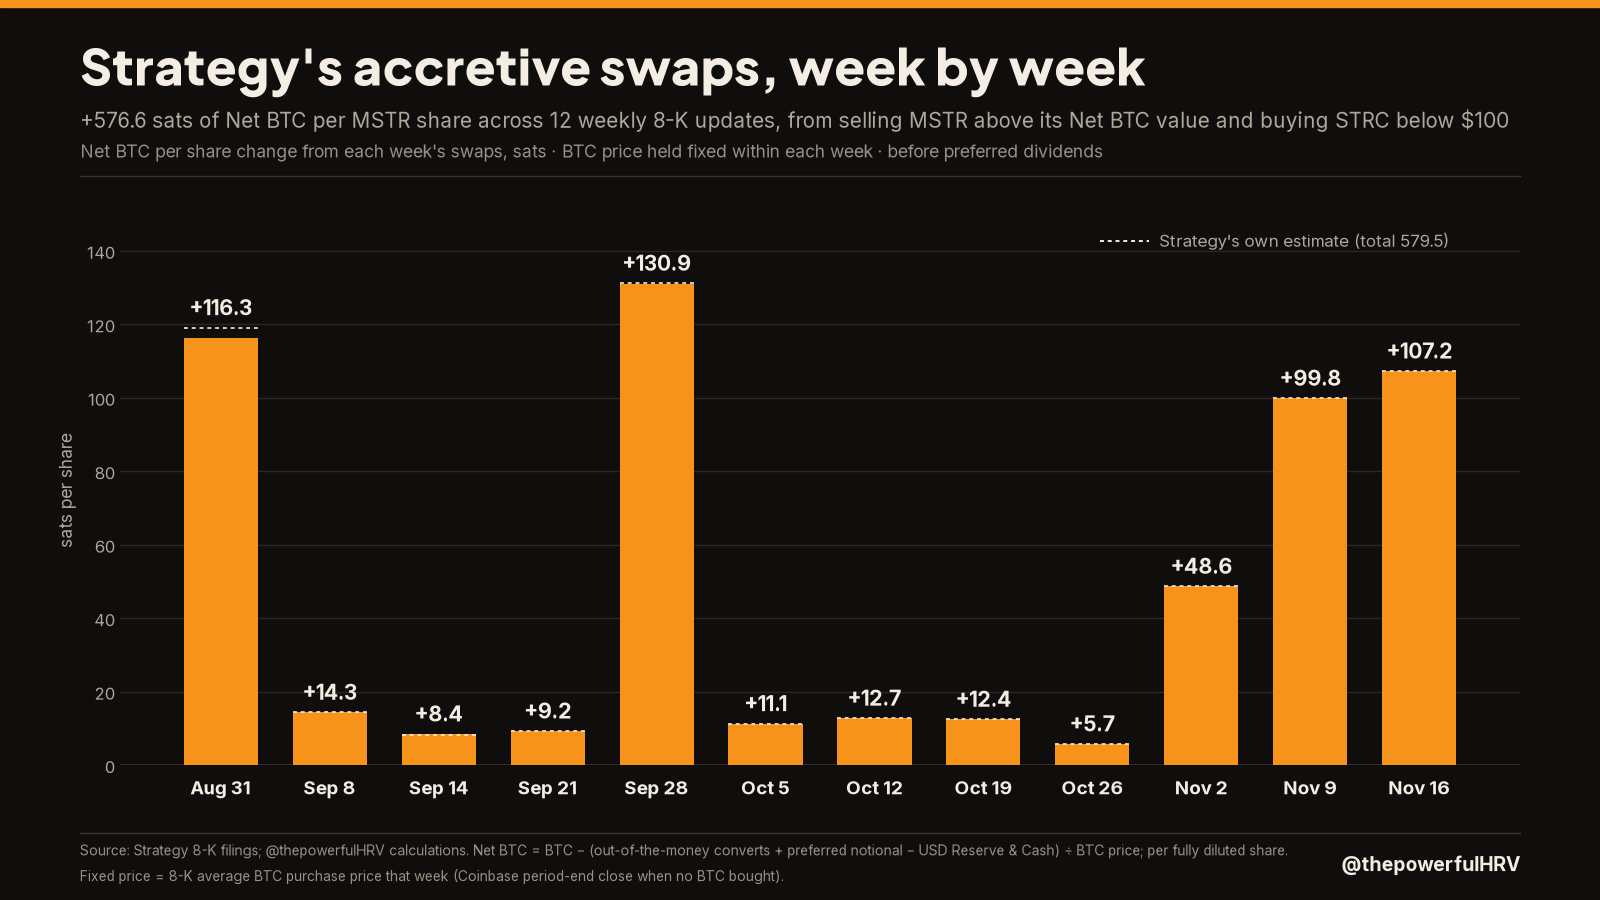 Strategy's accretive swaps, week by week
+576.6 sats of Net BTC per MSTR share across 12 weekly 8-K updates, from selling MSTR above its Net BTC value and buying STRC below $100
Net BTC per share change from each week's swaps, sats · BTC price held fixed within each week · before preferred dividends
Strategy's own estimate (total 579.5)
sats per share
140
120
100
80
60
40
20
0
+116.3
+14.3
+8.4
+9.2
+130.9
+11.1
+12.7
+12.4
+5.7
+48.6
+99.8
+107.2
Aug 31
Sep 8
Sep 14
Sep 21
Sep 28
Oct 5
Oct 12
Oct 19
Oct 26
Nov 2
Nov 9
Nov 16
Source: Strategy 8-K filings; @thepowerfulHRV calculations. Net BTC = BTC − (out-of-the-money converts + preferred notional − USD Reserve & Cash) ÷ BTC price; per fully diluted share.
Fixed price = 8-K average BTC purchase price that week (Coinbase period-end close when no BTC bought).
@thepowerfulHRV